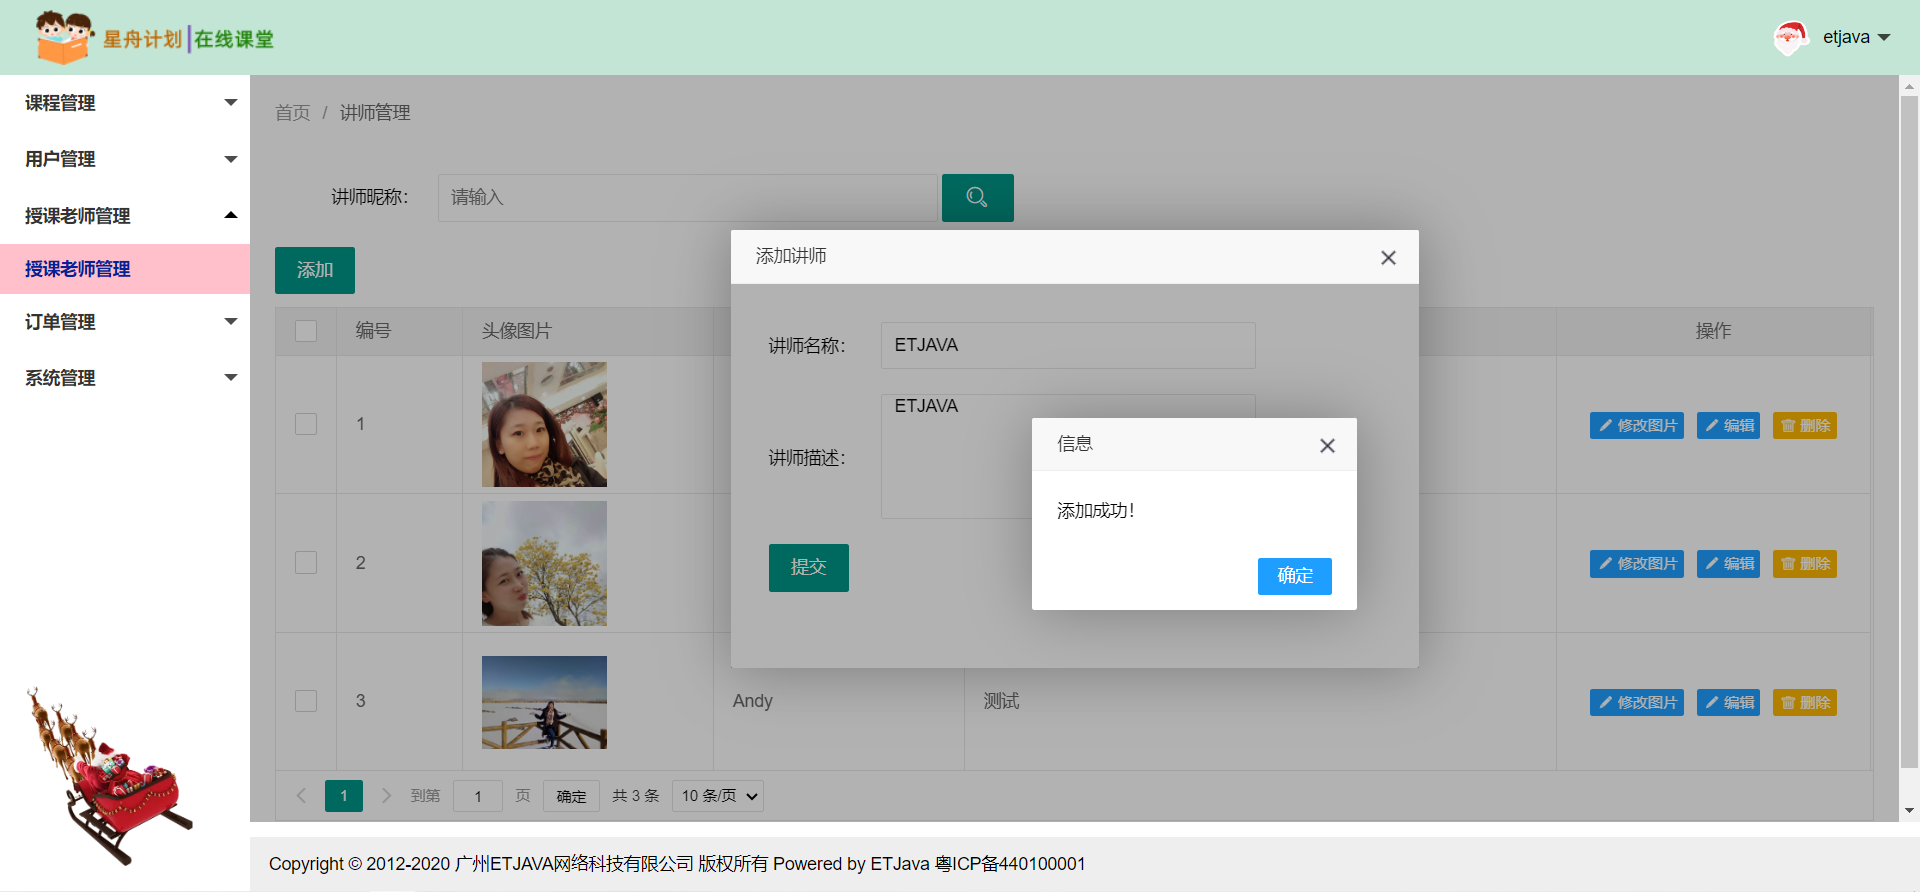 星舟计划|在线课堂
etjava
课程管理
用户管理
授课老师管理
授课老师管理
订单管理
系统管理
首页 / 讲师管理
讲师昵称： 请输入
添加
编号 头像图片 操作
1 修改图片 编辑 删除
2 修改图片 编辑 删除
3 Andy 测试 修改图片 编辑 删除
添加讲师
讲师名称： ETJAVA
讲师描述： ETJAVA
提交
信息
添加成功！
确定
1 到第 1 页 确定 共 3 条 10 条/页
Copyright © 2012-2020 广州ETJAVA网络科技有限公司 版权所有 Powered by ETJava 粤ICP备440100001